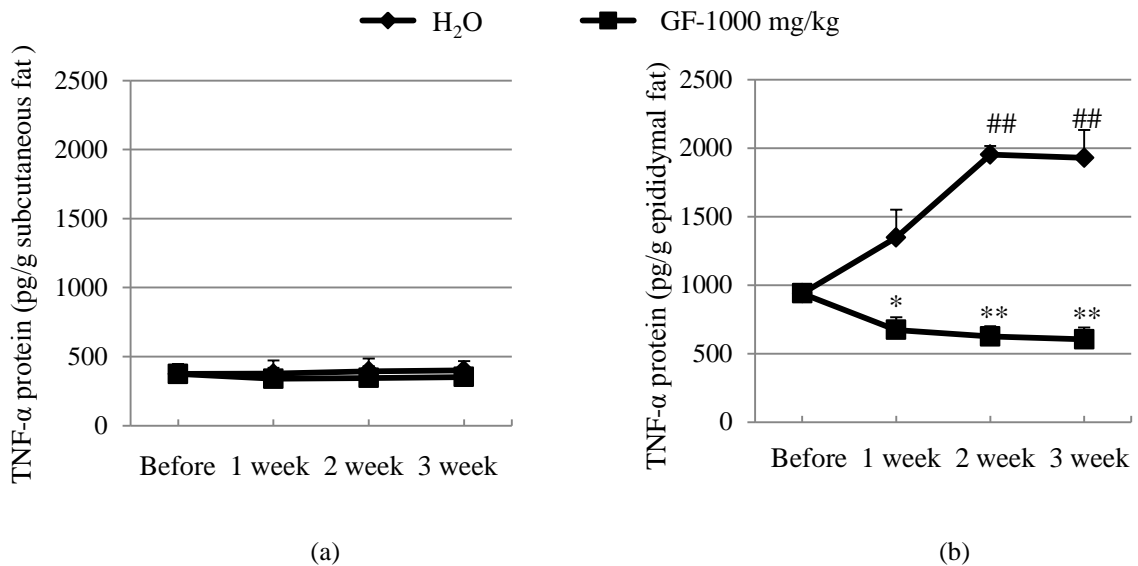 H₂O GF-1000 mg/kg
TNF-α protein (pg/g subcutaneous fat )
2500
2000
1500
1000
500
0
Before 1 week 2 week 3 week
(a)
TNF-α protein (pg/g epididymal fat)
2500
2000
1500
1000
500
0
## ##
* ** **
Before 1 week 2 week 3 week
(b)